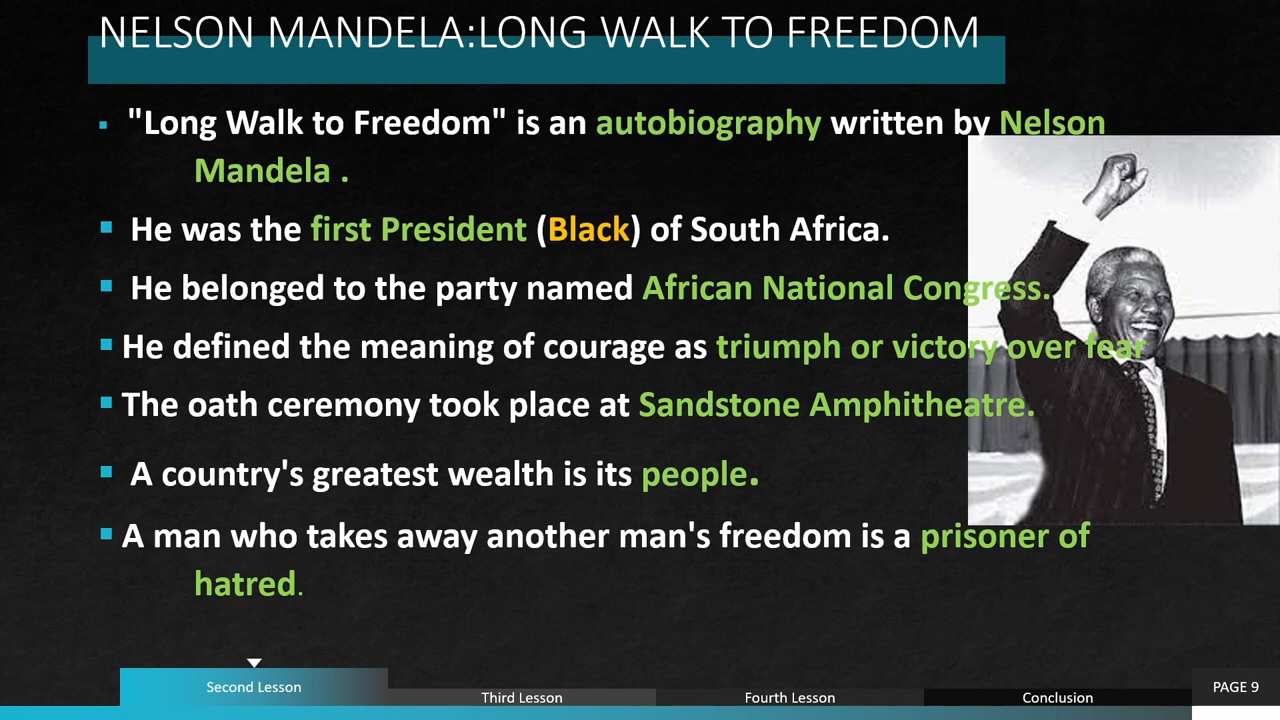 NELSON MANDELA:LONG WALK TO FREEDOM
"Long Walk to Freedom" is an autobiography written by Nelson
Mandela .
He was the first President (Black) of South Africa.
He belonged to the party named African National Congress.
He defined the meaning of courage as triumph or victory over fear
The oath ceremony took place at Sandstone Amphitheatre.
A country's greatest wealth is its people.
A man who takes away another man's freedom is a prisoner of
hatred.
Second Lesson
Third Lesson
Fourth Lesson
Conclusion
PAGE 9